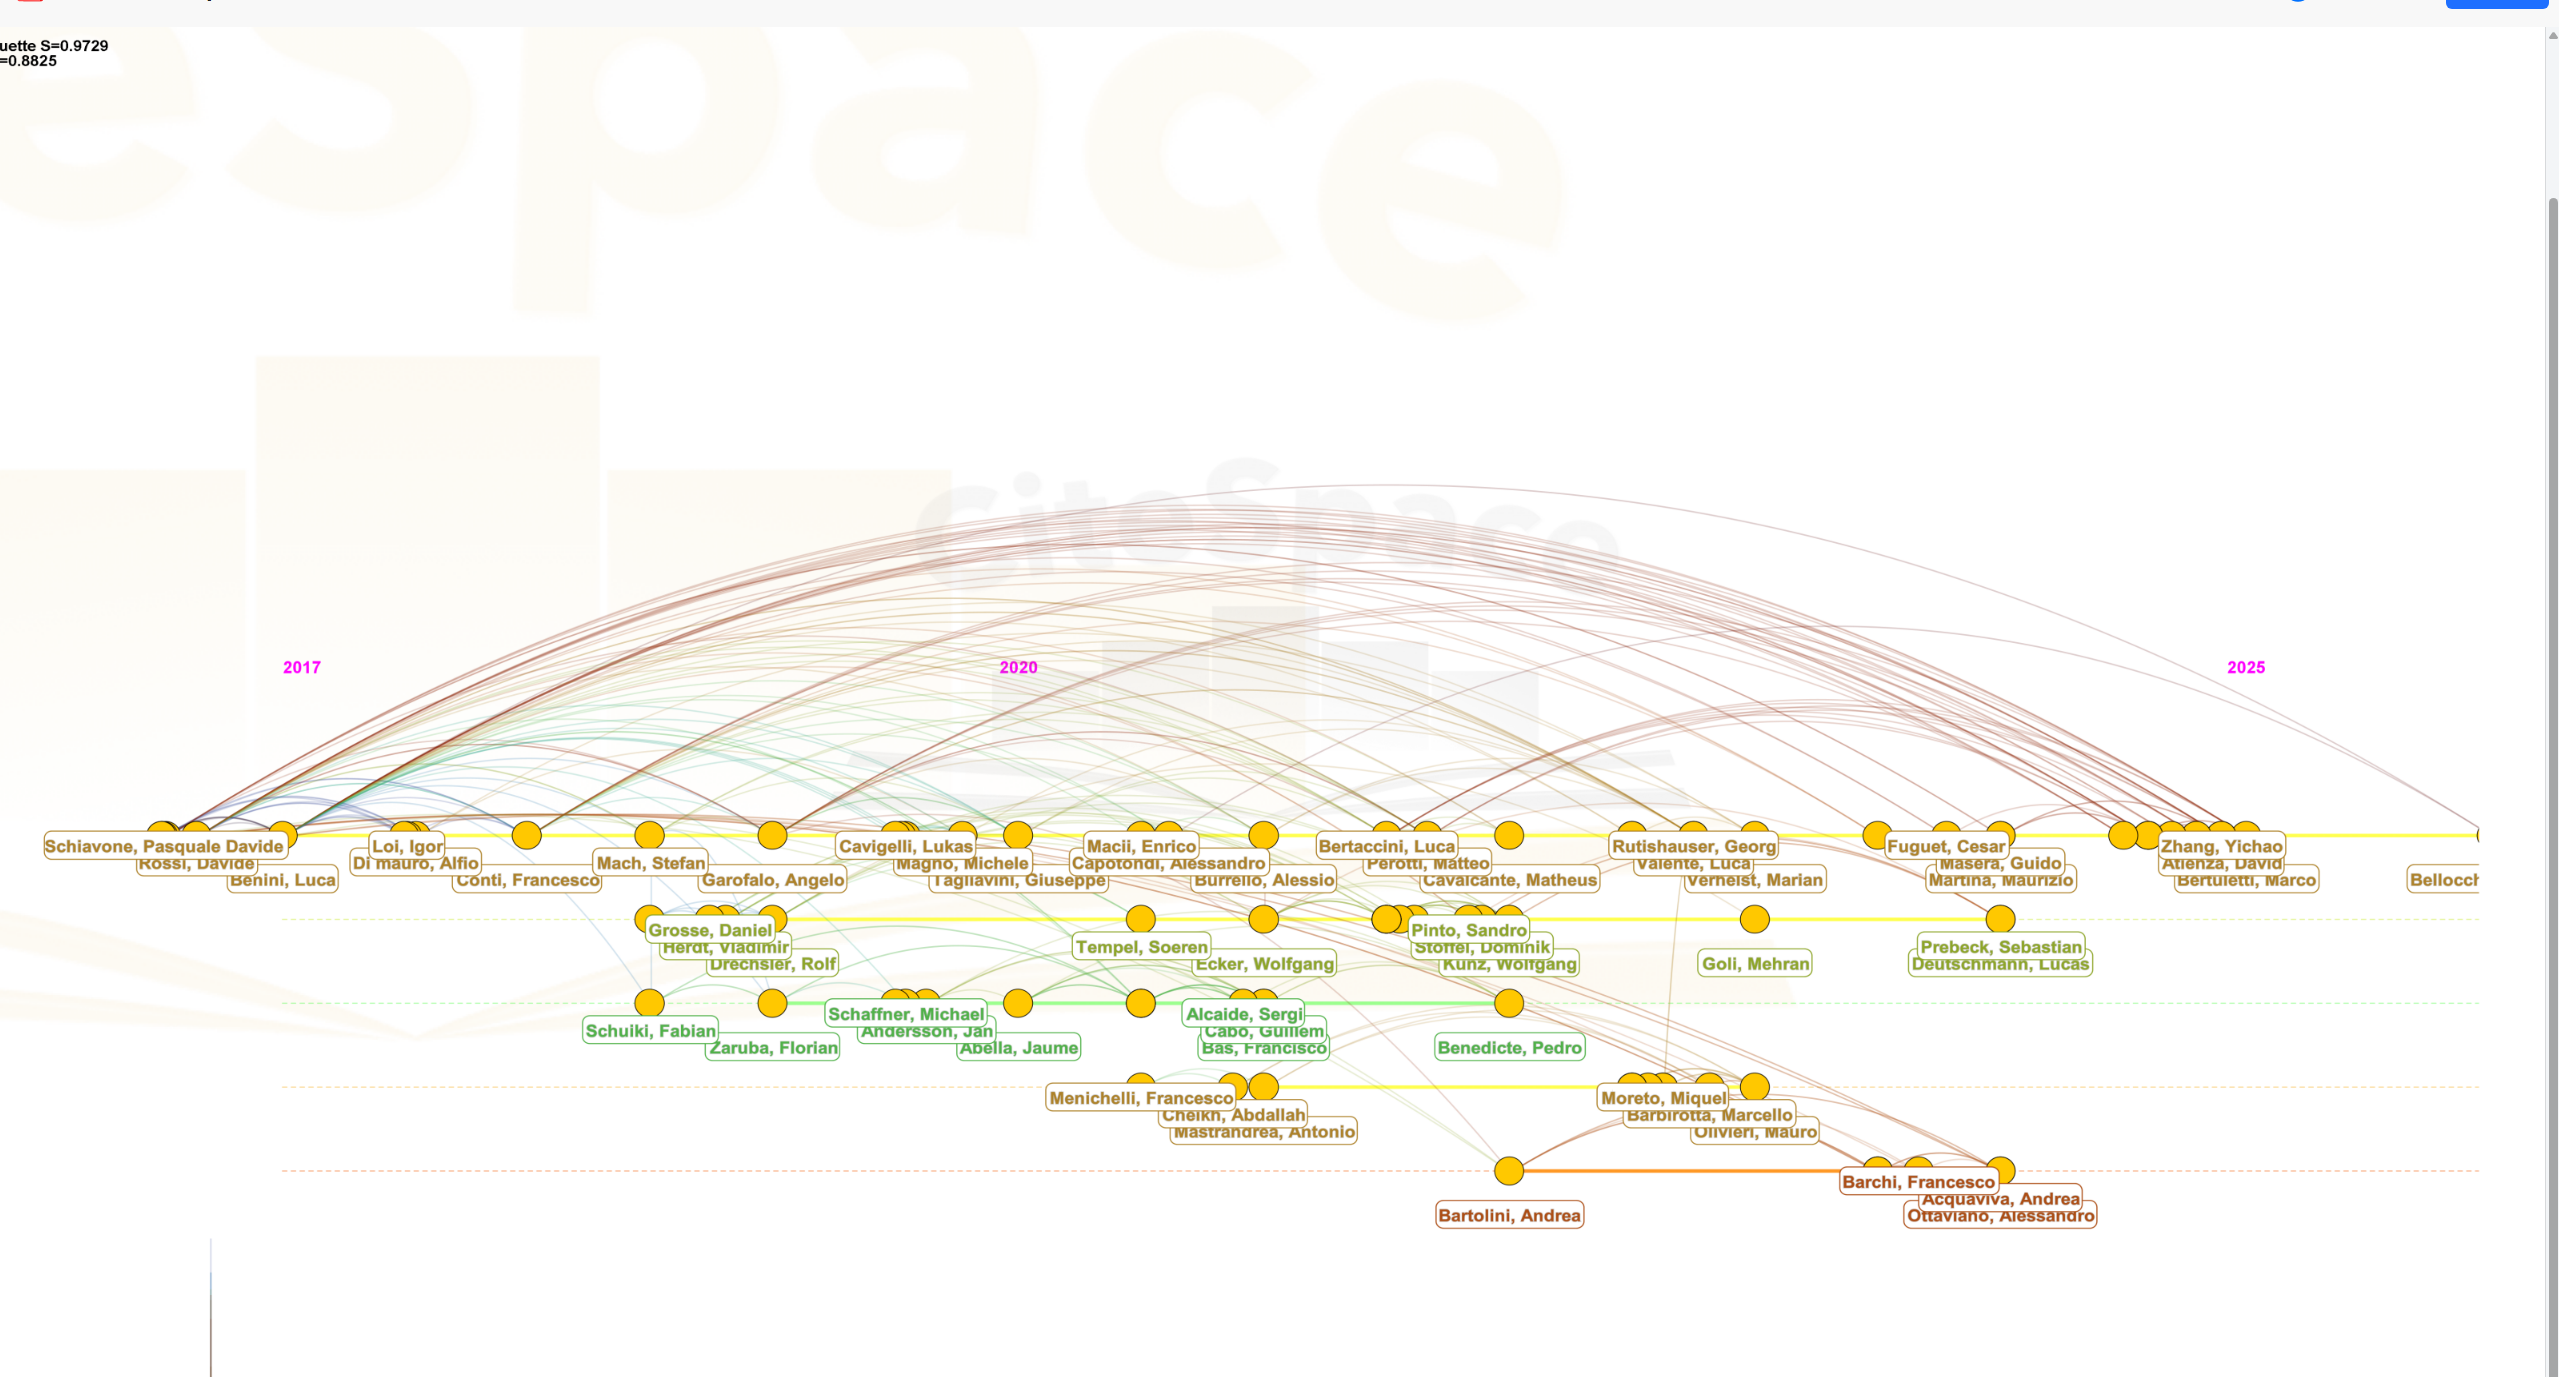 uette S=0.9729
=0.8825
eSpace
CiteSpace
2017
2020
2025
Schiavone, Pasquale Davide
Loi, Igor
Cavigelli, Lukas
Macii, Enrico
Bertaccini, Luca
Rutishauser, Georg
Fuguet, Cesar
Zhang, Yichao
Rossi, Davide
Di mauro, Alfio
Mach, Stefan
Magno, Michele
Capotondi, Alessandro
Perotti, Matteo
Valente, Luca
Masera, Guido
Atienza, David
Benini, Luca
Conti, Francesco
Garofalo, Angelo
Tagliavini, Giuseppe
Burrello, Alessio
Cavalcante, Matheus
Verhelst, Marian
Martina, Maurizio
Bertuletti, Marco
Bellocch
Grosse, Daniel
Pinto, Sandro
Herdt, Vladimir
Tempel, Soeren
Stoffel, Dominik
Prebeck, Sebastian
Drechsler, Rolf
Ecker, Wolfgang
Kunz, Wolfgang
Goli, Mehran
Deutschmann, Lucas
Schaffner, Michael
Alcaide, Sergi
Schuiki, Fabian
Andersson, Jan
Cabo, Guillem
Zaruba, Florian
Abella, Jaume
Bas, Francisco
Benedicte, Pedro
Menichelli, Francesco
Moreto, Miquel
Cheikh, Abdallah
Barbirotta, Marcello
Mastrandrea, Antonio
Olivieri, Mauro
Barchi, Francesco
Acquaviva, Andrea
Bartolini, Andrea
Ottaviano, Alessandro